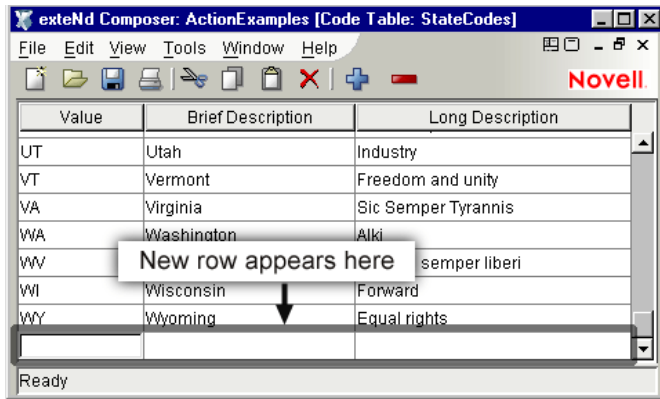 exteNd Composer: ActionExamples [Code Table: StateCodes]
File Edit View Tools Window Help
Novell
Value Brief Description Long Description
UT Utah Industry
VT Vermont Freedom and unity
VA Virginia Sic Semper Tyrannis
WA Washington Alki
WV semper liberi
New row appears here
WI Wisconsin Forward
WY Wyoming Equal rights
Ready